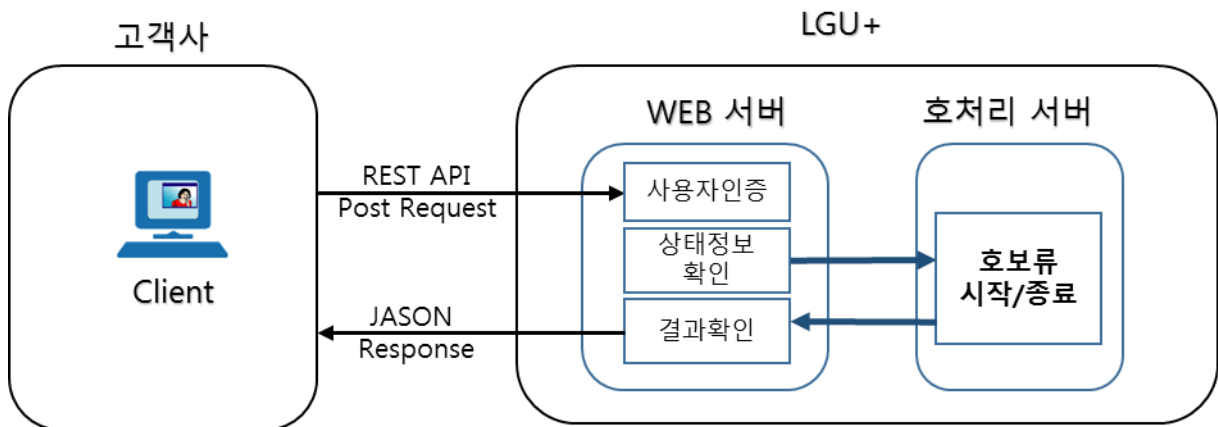 고객사
LGU+
WEB 서버
호처리 서버
REST API
Post Request
사용자인증
상태정보
확인
호보류
시작/종료
Client
JASON
Response
결과확인